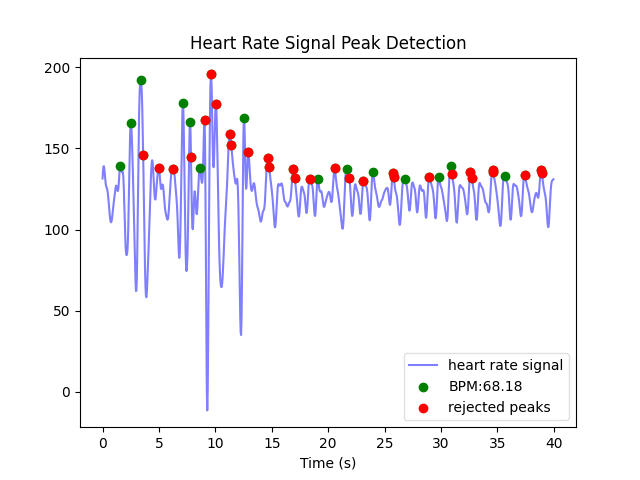 Heart Rate Signal Peak Detection
200
150
100
50
0
heart rate signal
BPM:68.18
rejected peaks
0 5 10 15 20 25 30 35 40
Time (s)